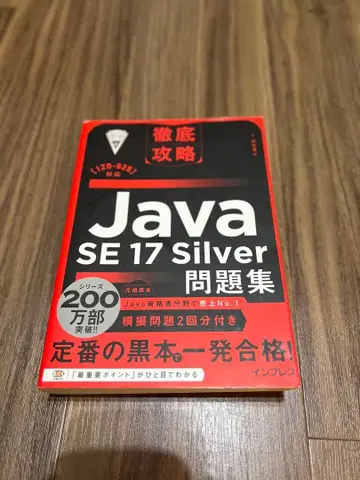 徹底
攻略
[1Z0-825]
対応
Java
SE 17 Silver
問題集
シリーズ
200
万部
突破!!
Java資格書分野で売上No.1
模擬問題2回分付き
定番の黒本で一発合格!
「最重要ポイント」がひと目でわかる
インプレス